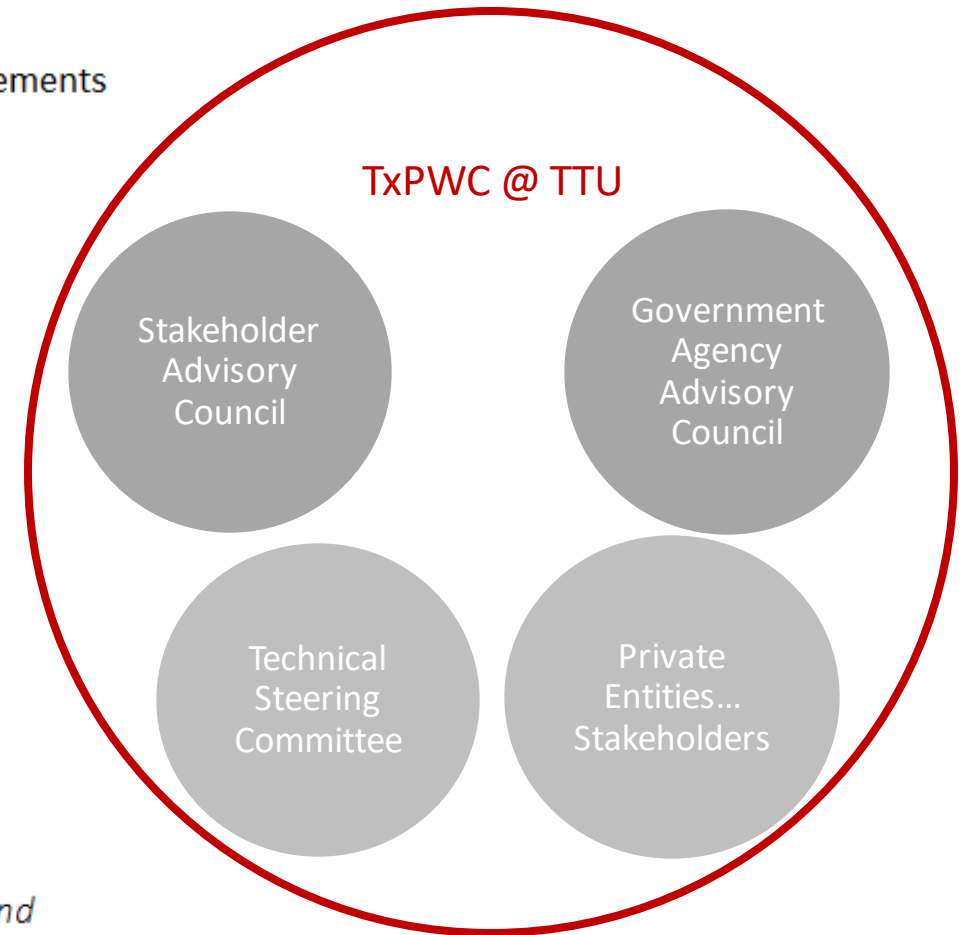 ements
TxPWC @ TTU
Stakeholder
Advisory
Council
Government
Agency
Advisory
Council
Technical
Steering
Committee
Private
Entities...
Stakeholders
nd